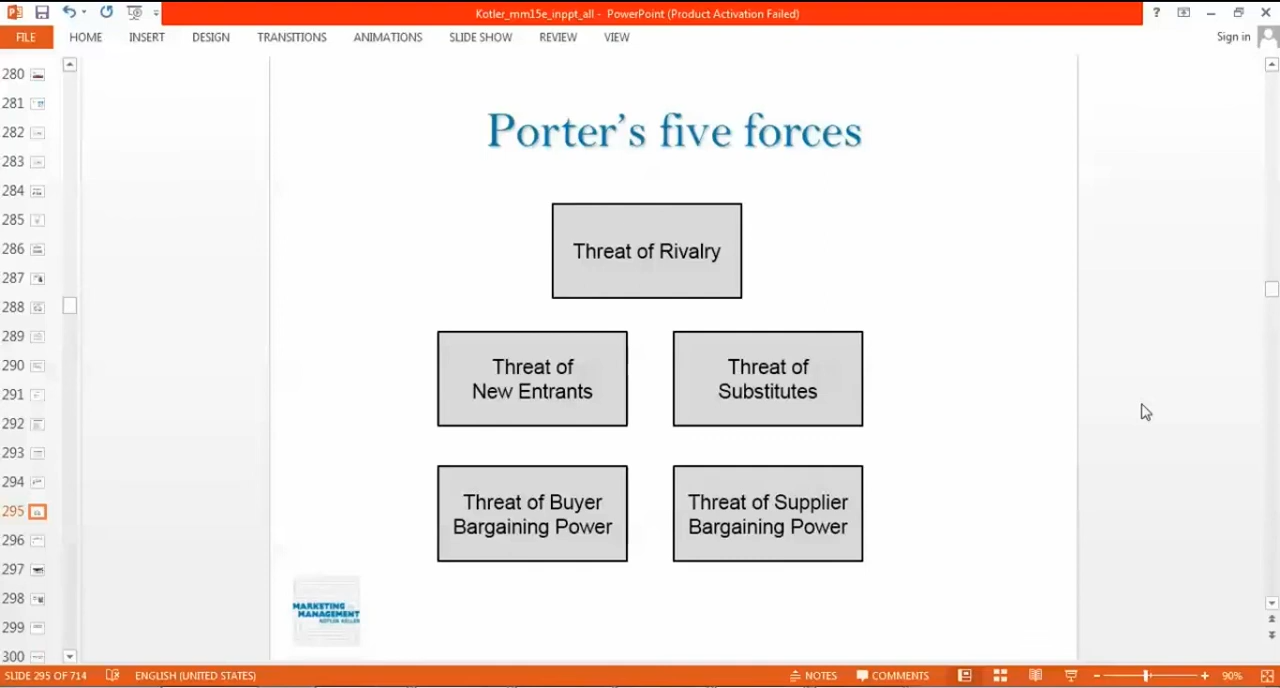 Kotler_mm15e_inppt_all - PowerPoint (Product Activation Failed)
?
FILE HOME INSERT DESIGN TRANSITIONS ANIMATIONS SLIDE SHOW REVIEW VIEW
Sign in
280
281
282
283
284
285
286
287
288
289
290
291
292
293
294
295
296
297
298
299
300
Porter's five forces
Threat of Rivalry
Threat of
New Entrants
Threat of
Substitutes
Threat of Buyer
Bargaining Power
Threat of Supplier
Bargaining Power
MARKETING
MANAGEMENT
KOTLER KELLER
SLIDE 295 OF 714 ENGLISH (UNITED STATES) NOTES COMMENTS 90%